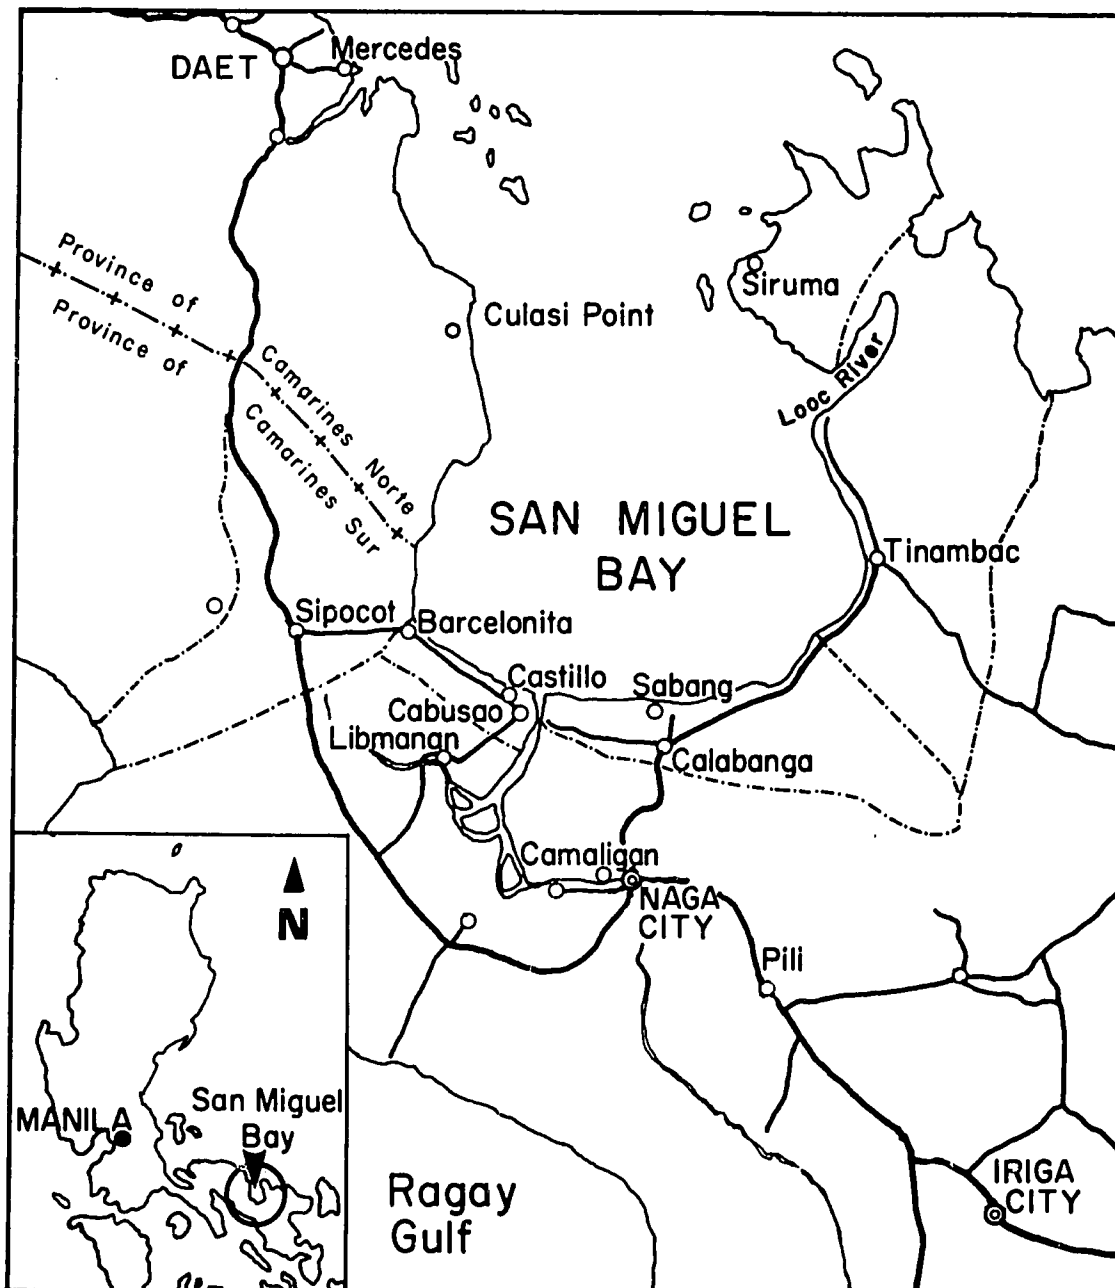 DAET
Mercedes
Province of
Camarines Norte
Province of
Camarines Sur
Siruma
Culasi Point
Looc River
SAN MIGUEL
BAY
Tinambac
Sipocot
Barcelonita
Castillo
Sabang
Cabusao
Libmanan
Calabanga
Camaligan
NAGA
CITY
Pili
N
San Miguel
Bay
MANILA
Ragay
Gulf
IRIGA
CITY